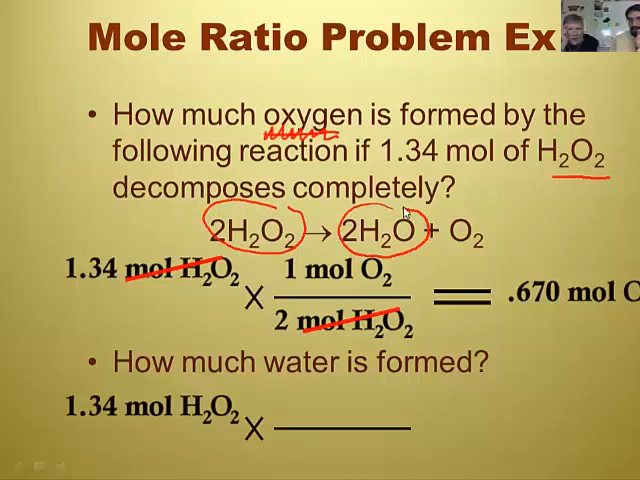 Mole Ratio Problem Ex
• How much oxygen is formed by the
following reaction if 1.34 mol of H₂O₂
decomposes completely?
2H₂O₂ → 2H₂O + O₂
1.34 mol H₂O₂ X 1 mol O₂
2 mol H₂O₂
= .670 mol O
• How much water is formed?
1.34 mol H₂O₂ X